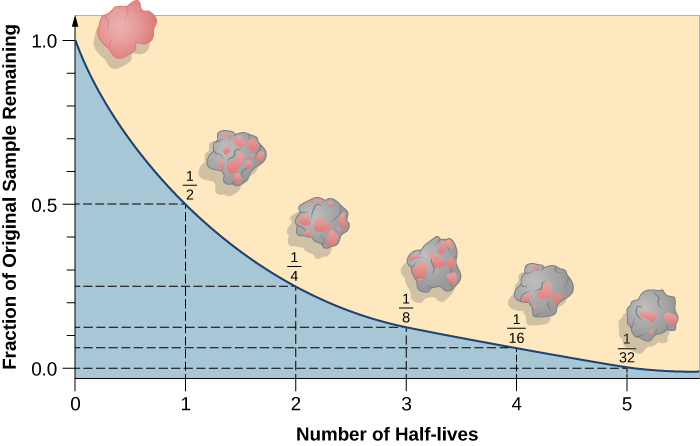 Fraction of Original Sample Remaining
1.0
0.5
0.0
1/2
1/4
1/8
1/16
1/32
0 1 2 3 4 5
Number of Half-lives